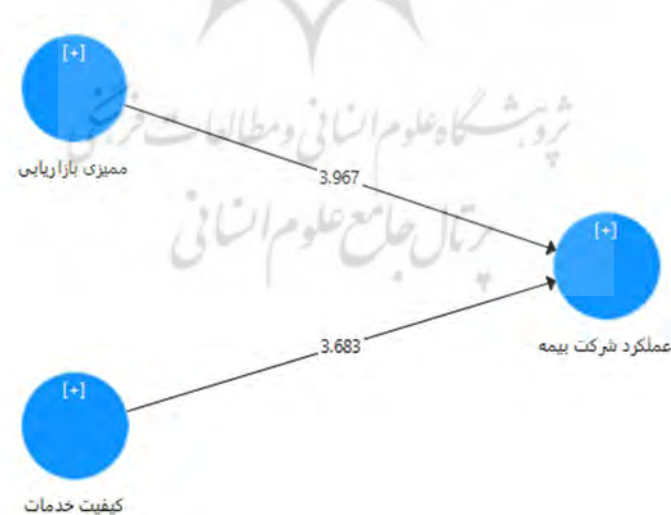 [+]
پژوهشگاه علوم انسانی و مطالعات فرهنگی
ممیزی بازاریابی
3.967
پرتال جامع علوم انسانی
[+]
3.683
عملکرد شرکت بیمه
[+]
کیفیت خدمات